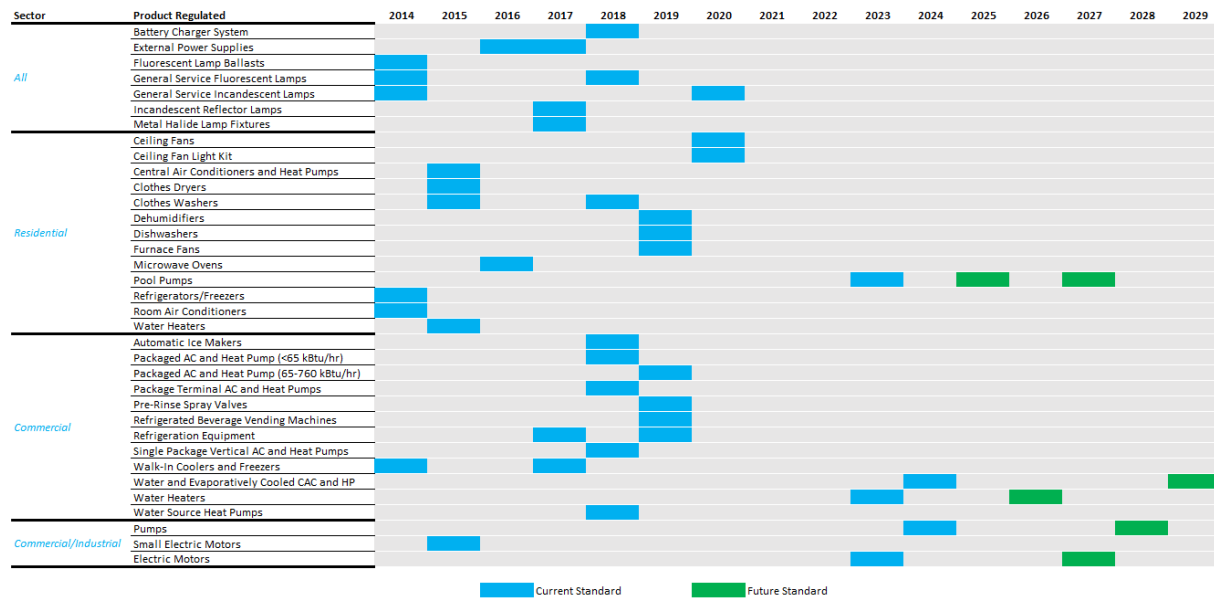 Sector Product Regulated 2014 2015 2016 2017 2018 2019 2020 2021 2022 2023 2024 2025 2026 2027 2028 2029
Battery Charger System
External Power Supplies
Fluorescent Lamp Ballasts
All General Service Fluorescent Lamps
General Service Incandescent Lamps
Incandescent Reflector Lamps
Metal Halide Lamp Fixtures
Ceiling Fans
Ceiling Fan Light Kit
Central Air Conditioners and Heat Pumps
Clothes Dryers
Clothes Washers
Dehumidifiers
Residential Dishwashers
Furnace Fans
Microwave Ovens
Pool Pumps
Refrigerators/Freezers
Room Air Conditioners
Water Heaters
Automatic Ice Makers
Packaged AC and Heat Pump (<65 kBtu/hr)
Packaged AC and Heat Pump (65-760 kBtu/hr)
Package Terminal AC and Heat Pumps
Pre-Rinse Spray Valves
Refrigerated Beverage Vending Machines
Commercial Refrigeration Equipment
Single Package Vertical AC and Heat Pumps
Walk-In Coolers and Freezers
Water and Evaporatively Cooled CAC and HP
Water Heaters
Water Source Heat Pumps
Pumps
Commercial/Industrial Small Electric Motors
Electric Motors
Current Standard Future Standard